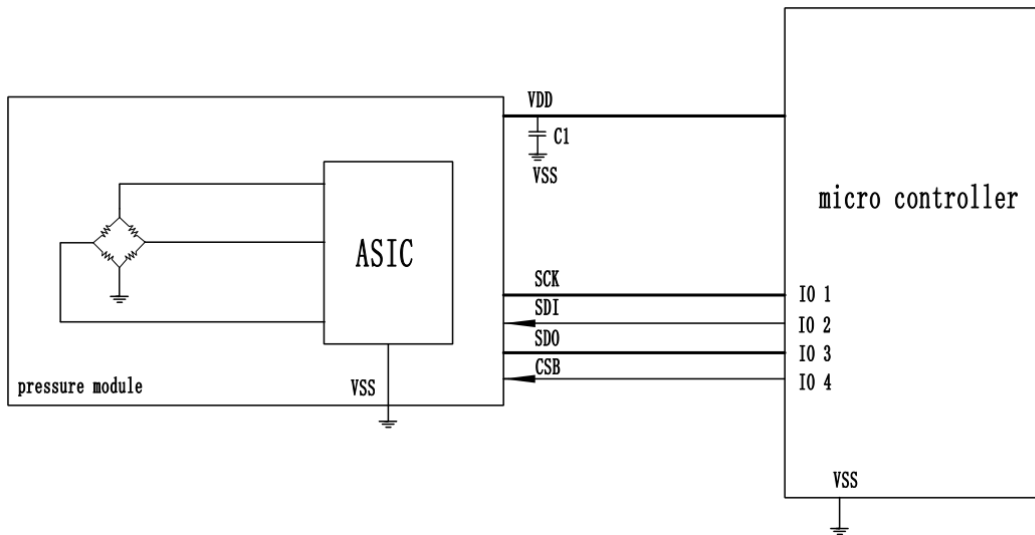 VDD
C1
VSS
micro controller
ASIC
SCK
IO 1
SDI
IO 2
SDO
IO 3
CSB
IO 4
pressure module
VSS
VSS